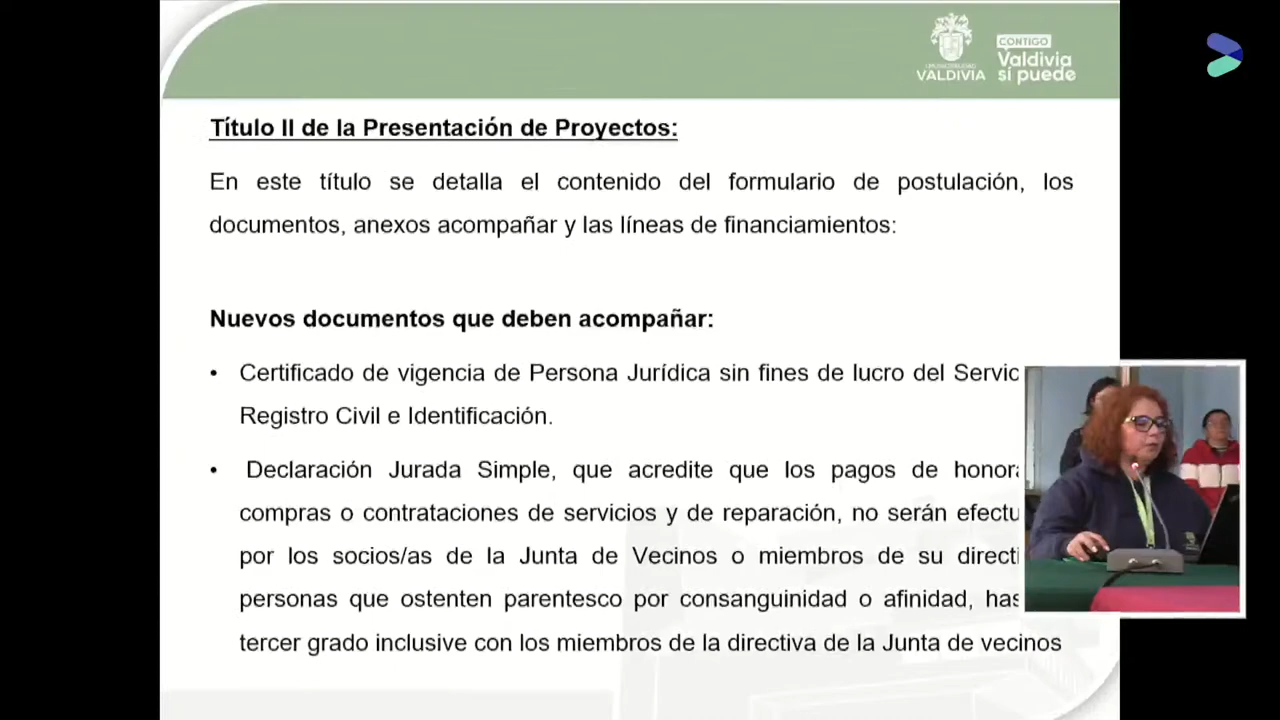 VALDIVIA
CONTIGO
Valdivia
sí puede
Título II de la Presentación de Proyectos:
En este título se detalla el contenido del formulario de postulación, los
documentos, anexos acompañar y las líneas de financiamientos:
Nuevos documentos que deben acompañar:
• Certificado de vigencia de Persona Jurídica sin fines de lucro del Servic
Registro Civil e Identificación.
• Declaración Jurada Simple, que acredite que los pagos de honora
compras o contrataciones de servicios y de reparación, no serán efectu
por los socios/as de la Junta de Vecinos o miembros de su directi
personas que ostenten parentesco por consanguinidad o afinidad, has
tercer grado inclusive con los miembros de la directiva de la Junta de vecinos